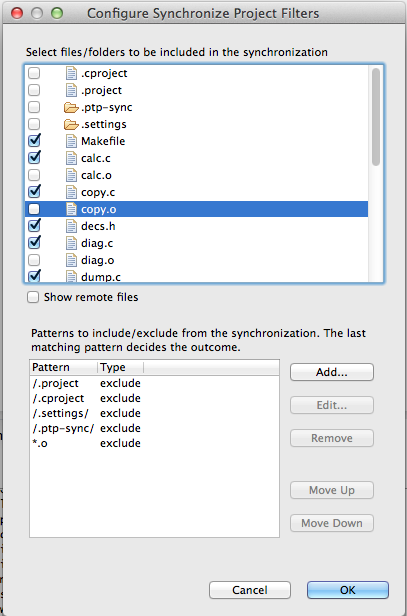 Configure Synchronize Project Filters
Select files/folders to be included in the synchronization
.cproject
.project
.ptp-sync
.settings
Makefile
calc.c
calc.o
copy.c
copy.o
decs.h
diag.c
diag.o
dump.c
Show remote files
Patterns to include/exclude from the synchronization. The last
matching pattern decides the outcome.
Pattern Type
/.project exclude
/.cproject exclude
/.settings/ exclude
/.ptp-sync/ exclude
*.o exclude
Add...
Edit...
Remove
Move Up
Move Down
Cancel OK